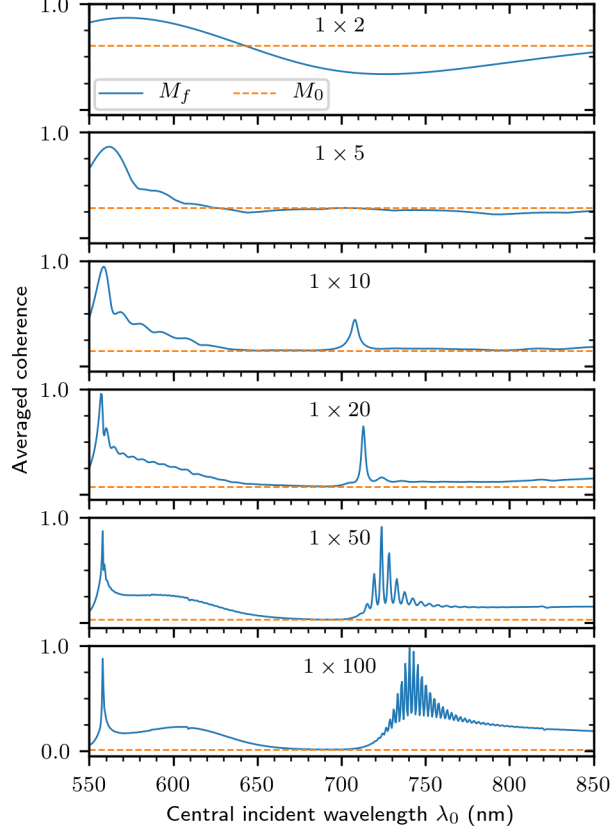 1.0
1 × 2
M_f M_0
1.0
1 × 5
1.0
1 × 10
1.0
1 × 20
1.0
1 × 50
1.0
1 × 100
0.0
550 600 650 700 750 800 850
Central incident wavelength λ_0 (nm)
Averaged coherence